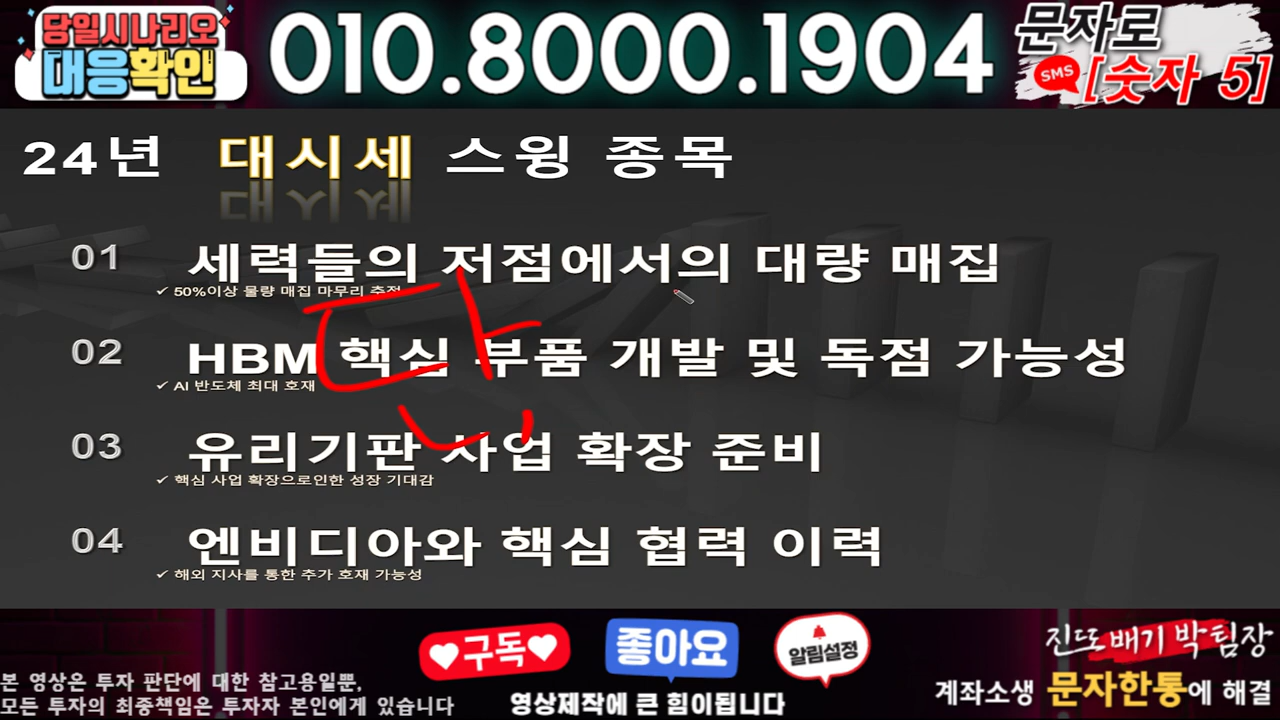 당일시나리오
대응확인
010.8000.1904
문자로
SMS
[숫자 5]
24년 대시세 스윙 종목
01 세력들의 저점에서의 대량 매집
✓ 50%이상 물량 매집 마무리 추정
단,
02 HBM 핵심 부품 개발 및 독점 가능성
✓ AI 반도체 최대 호재
03 유리기판 사업 확장 준비
✓ 핵심 사업 확장으로인한 성장 기대감
04 엔비디아와 핵심 협력 이력
✓ 해외 지사를 통한 추가 호재 가능성
구독
좋아요
알림설정
영상제작에 큰 힘이됩니다
본 영상은 투자 판단에 대한 참고용일뿐,
모든 투자의 최종책임은 투자자 본인에게 있습니다
진또배기 박팀장
계좌소생 문자한통에 해결